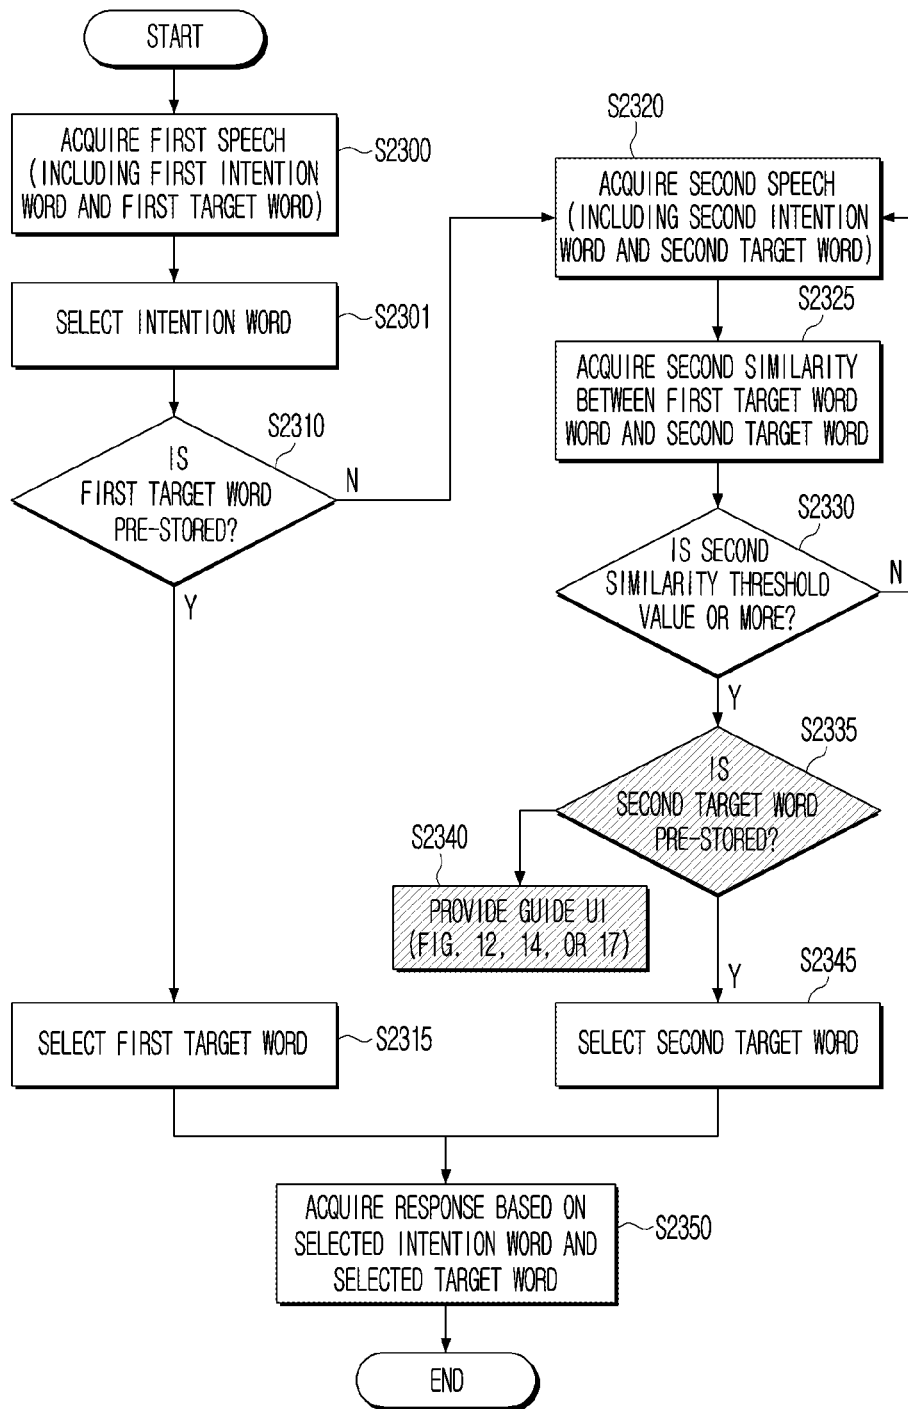 START
ACQUIRE FIRST SPEECH
(INCLUDING FIRST INTENTION
WORD AND FIRST TARGET WORD)
S2300
SELECT INTENTION WORD
S2301
S2310
IS
FIRST TARGET WORD
PRE-STORED?
N
Y
S2320
ACQUIRE SECOND SPEECH
(INCLUDING SECOND INTENTION
WORD AND SECOND TARGET WORD)
S2325
ACQUIRE SECOND SIMILARITY
BETWEEN FIRST TARGET WORD
WORD AND SECOND TARGET WORD
S2330
IS SECOND
SIMILARITY THRESHOLD
VALUE OR MORE?
N
Y
S2335
IS
SECOND TARGET WORD
PRE-STORED?
S2340
PROVIDE GUIDE UI
(FIG. 12, 14, OR 17)
Y
S2345
SELECT FIRST TARGET WORD
S2315
SELECT SECOND TARGET WORD
ACQUIRE RESPONSE BASED ON
SELECTED INTENTION WORD AND
SELECTED TARGET WORD
S2350
END